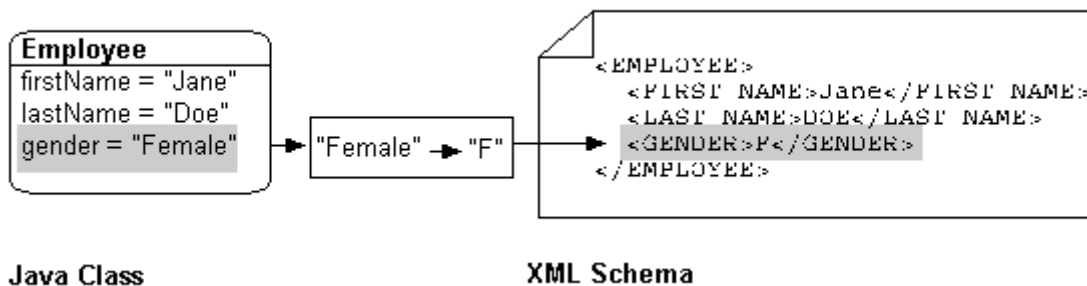 Employee
firstName = "Jane"
lastName = "Doe"
gender = "Female"
"Female" "F"
<EMPLOYEE>
<FIRST NAME>Jane</FIRST NAME>
<LAST NAME>DOE</LAST NAME>
<GENDER>F</GENDER>
</EMPLOYEE>
Java Class
XML Schema